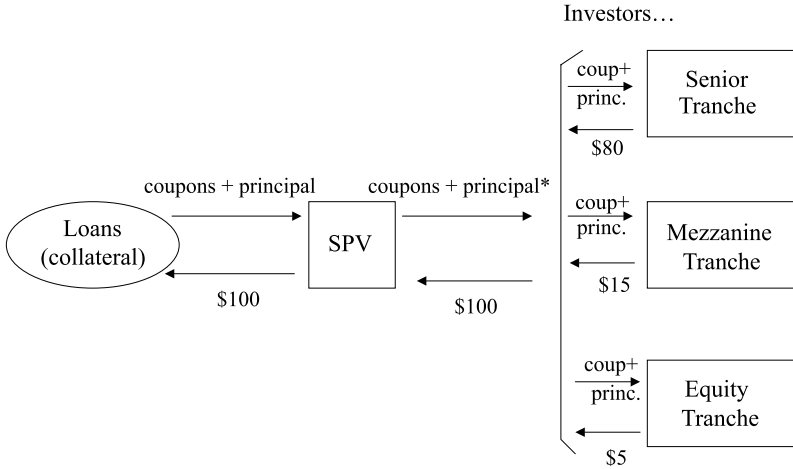 Investors…
coup+
princ.
$80
Senior
Tranche
coupons + principal
coupons + principal*
Loans
(collateral)
SPV
$100
$100
coup+
princ.
$15
Mezzanine
Tranche
coup+
princ.
$5
Equity
Tranche